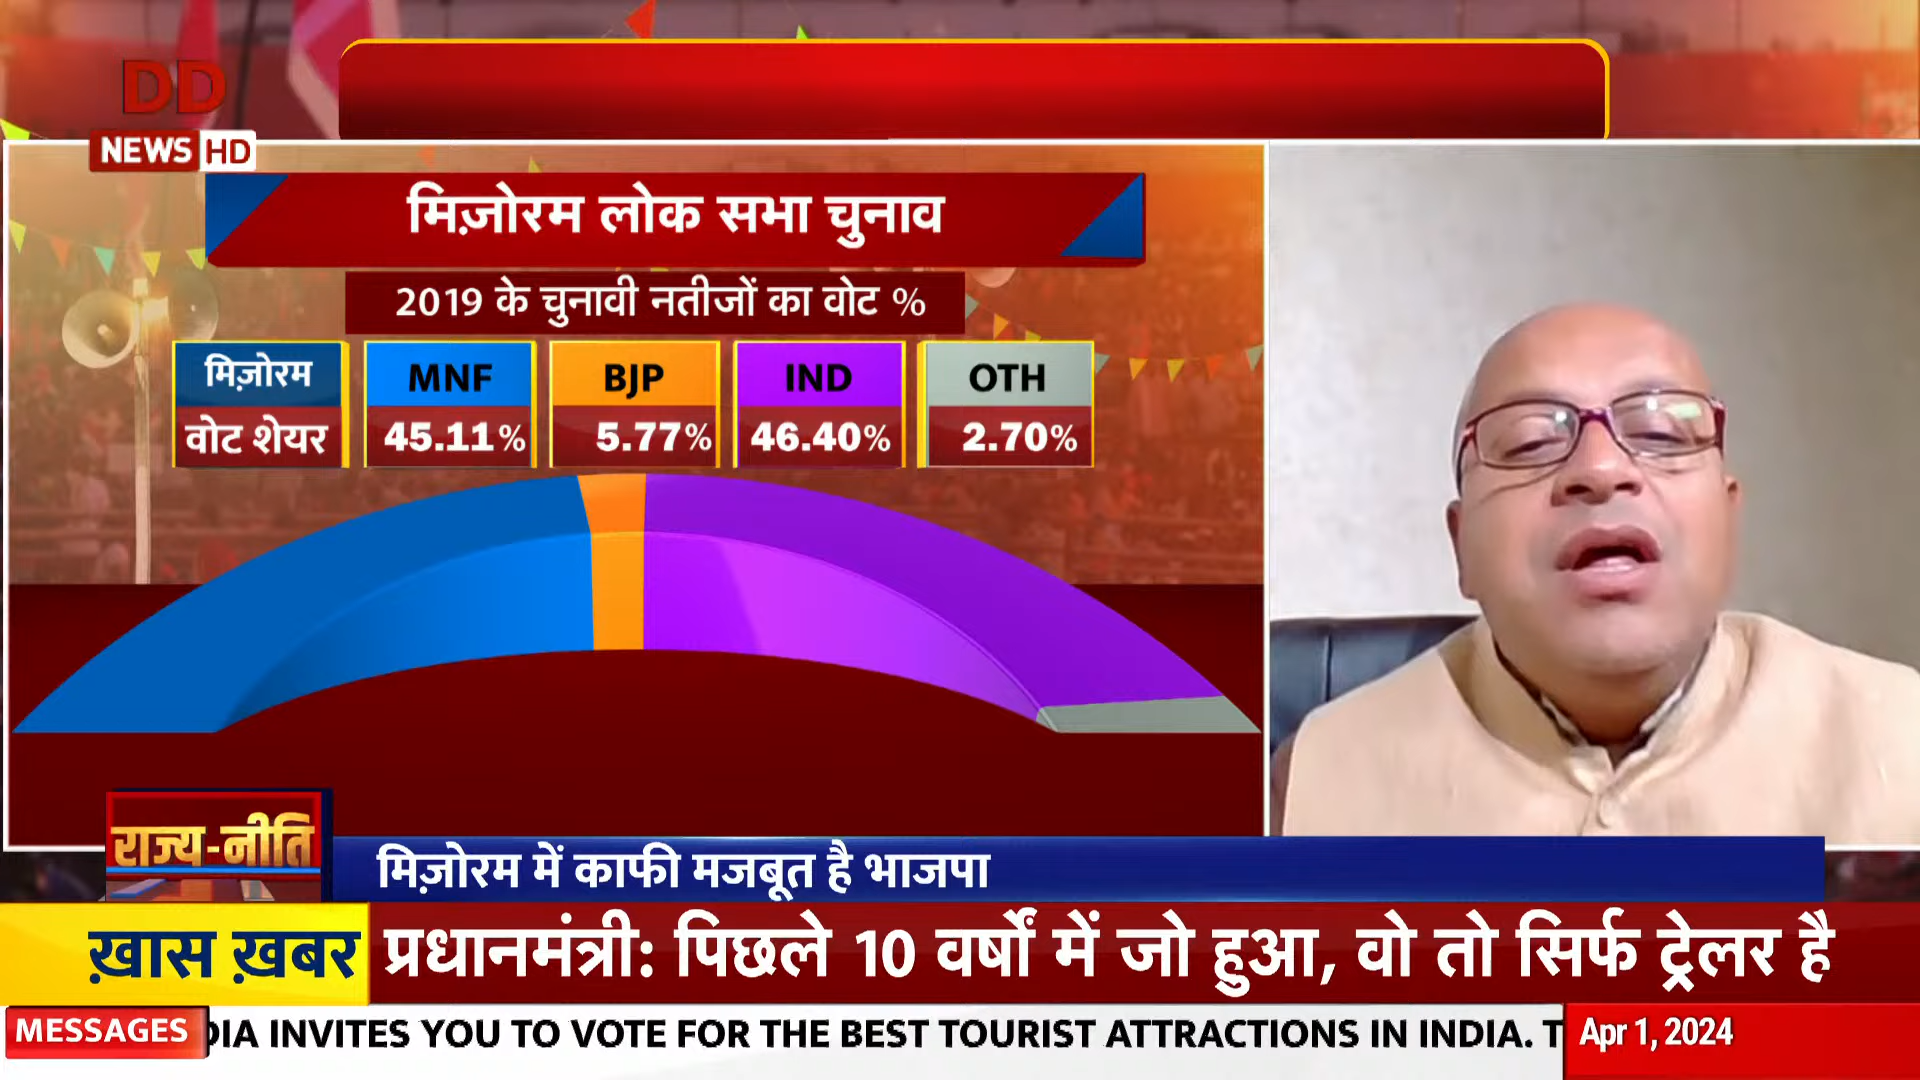 DD
NEWS HD
मिज़ोरम लोक सभा चुनाव
2019 के चुनावी नतीजों का वोट %
मिज़ोरम MNF BJP IND OTH
वोट शेयर 45.11% 5.77% 46.40% 2.70%
राज्य-नीति
मिज़ोरम में काफी मजबूत है भाजपा
ख़ास ख़बर प्रधानमंत्री: पिछले 10 वर्षों में जो हुआ, वो तो सिर्फ ट्रेलर है
MESSAGES DIA INVITES YOU TO VOTE FOR THE BEST TOURIST ATTRACTIONS IN INDIA. T Apr 1, 2024